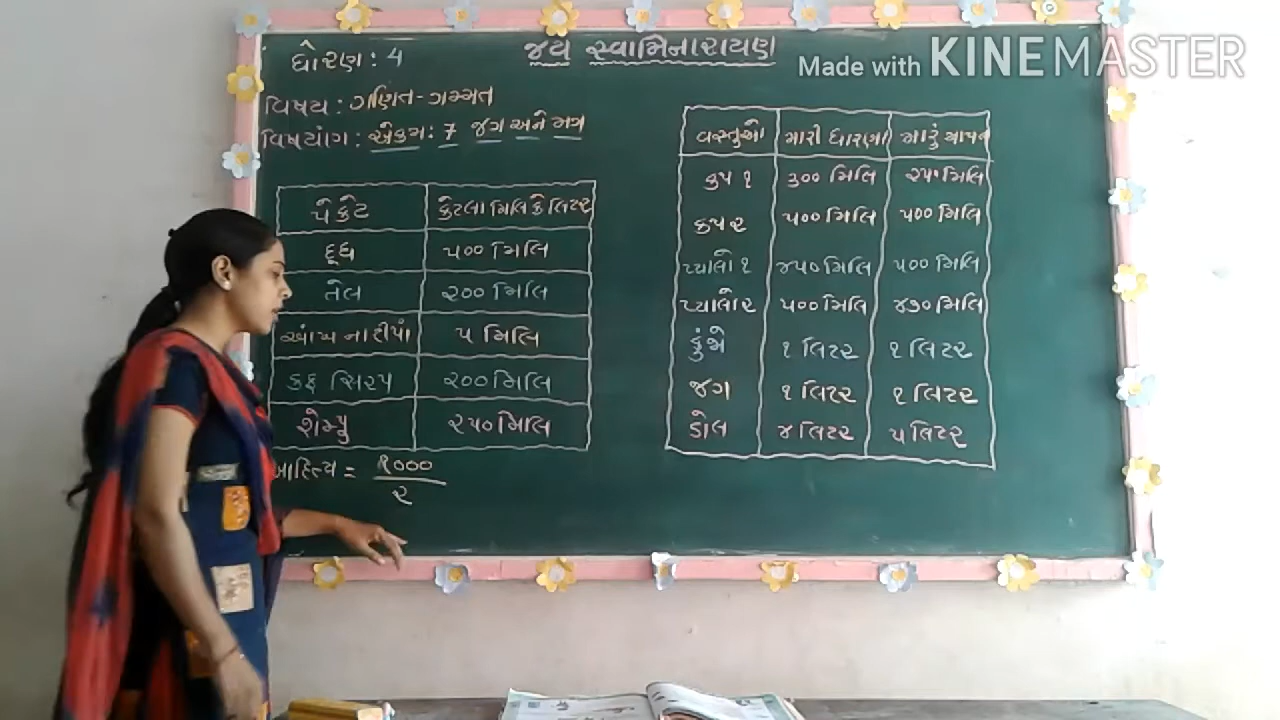 જય સ્વામિનારાયણ
Made with KINEMASTER
ધોરણ : 4
વિષય : ગણિત - ગમ્મત
વિષયાંગ : એકમ : 7 જગ અને મગ
પેકેટ કેટલા મિલિ કે લિટર
દૂધ ૫૦૦ મિલિ
તેલ ૨૦૦ મિલિ
આંખ ના ટીપાં ૫ મિલિ
કફ સિરપ ૨૦૦ મિલિ
શેમ્પુ ૨૫૦ મિલિ
આદિત્ય = ૧૦૦૦
૨
વસ્તુઓ મારી ધારણા મારું માપન
કપ ૧ ૩૦૦ મિલિ ૨૫૦ મિલિ
કપ ૨ ૫૦૦ મિલિ ૫૦૦ મિલિ
પ્યાલો ૧ ૪૫૦ મિલિ ૫૦૦ મિલિ
પ્યાલો ૨ ૫૦૦ મિલિ ૪૭૦ મિલિ
૧ લિટર ૧ લિટર
જગ ૧ લિટર ૧ લિટર
ડોલ ૪ લિટર ૫ લિટર